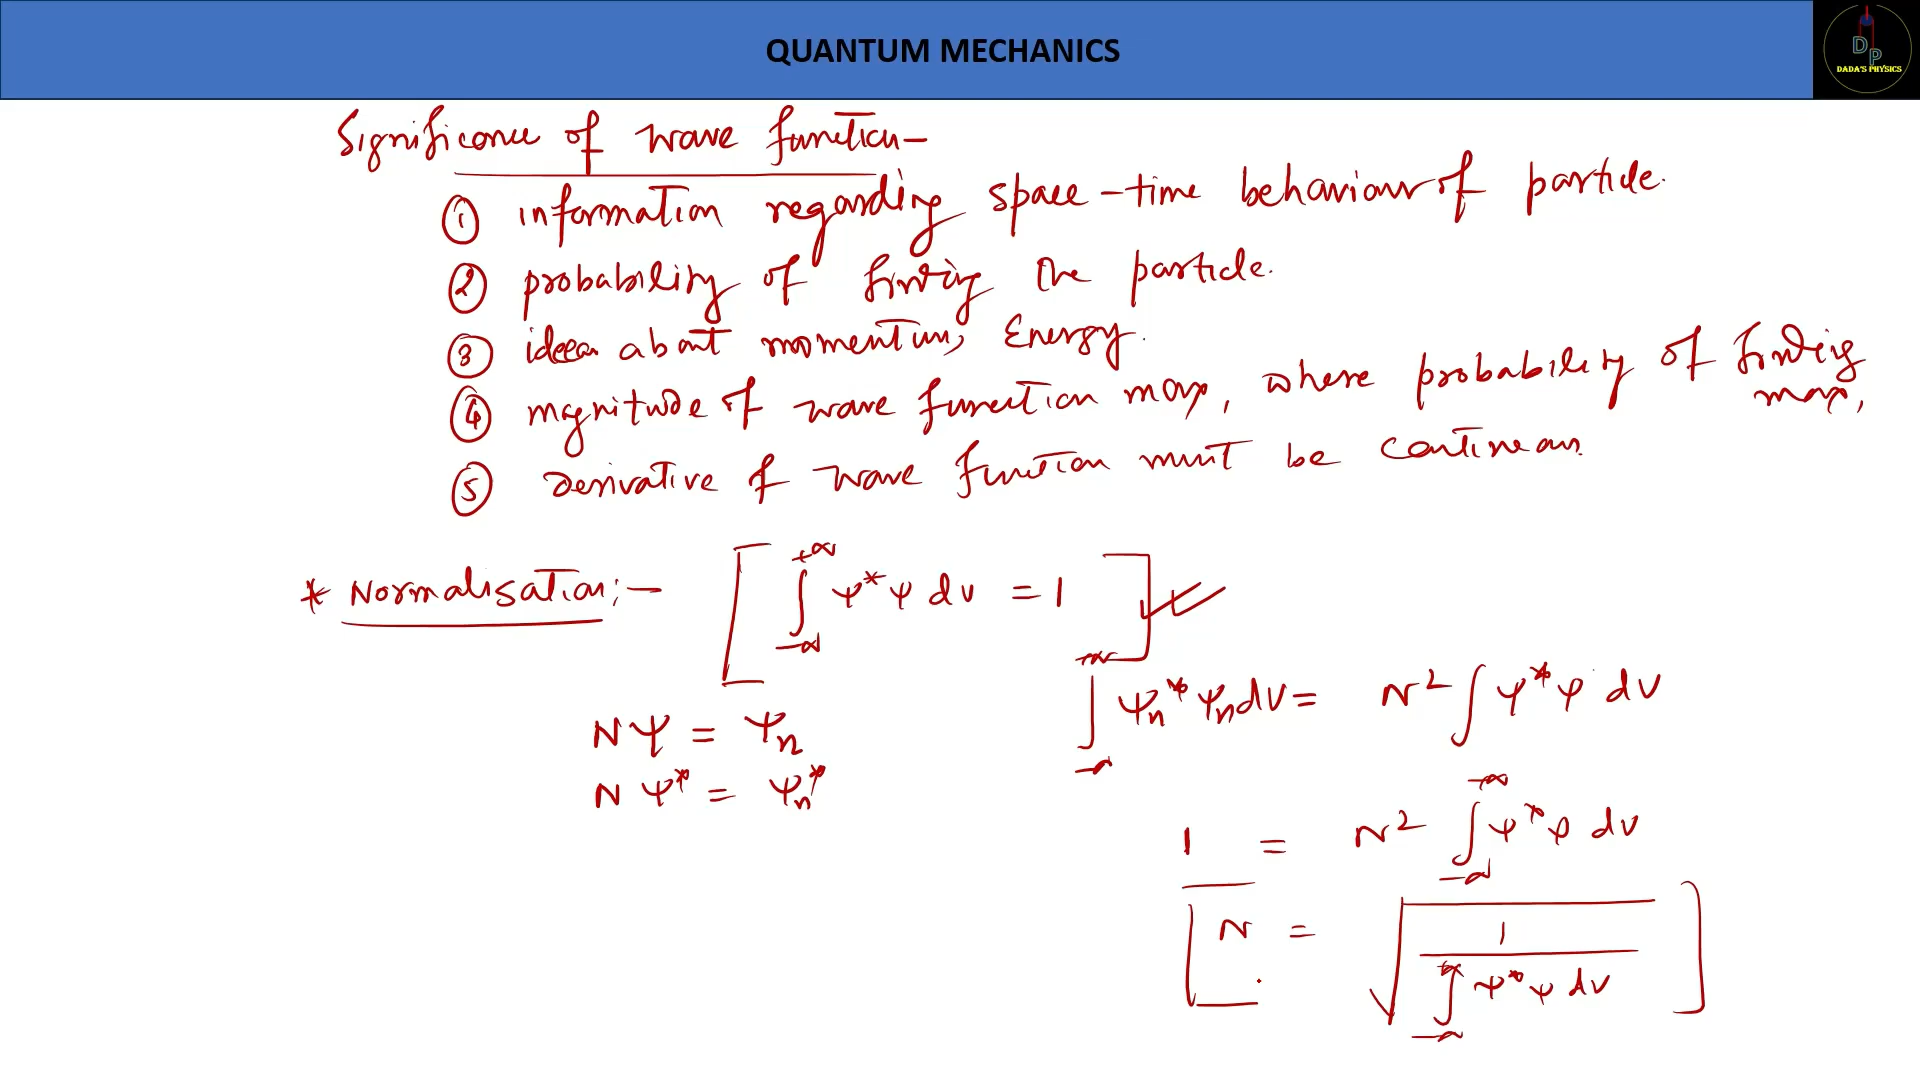 QUANTUM MECHANICS
DP
DADA'S PHYSICS
Significance of wave function –
① information regarding space-time behaviour of particle.
② probability of finding the particle.
③ idea about momentum, Energy.
④ magnitude of wave function max, where probability of finding max,
⑤ Derivative of wave function must be continuous.
* Normalisation :- [ ∫_{-∞}^{+∞} ψ* ψ dv = 1 ]
∫_{-∞}^{+∞} ψn* ψn dv = N² ∫ ψ* ψ dv
Nψ = ψn
Nψ* = ψn*
1 = N² ∫_{-∞}^{+∞} ψ* ψ dv
[ N = √( 1 / ∫_{-∞}^{+∞} ψ* ψ dv ) ]